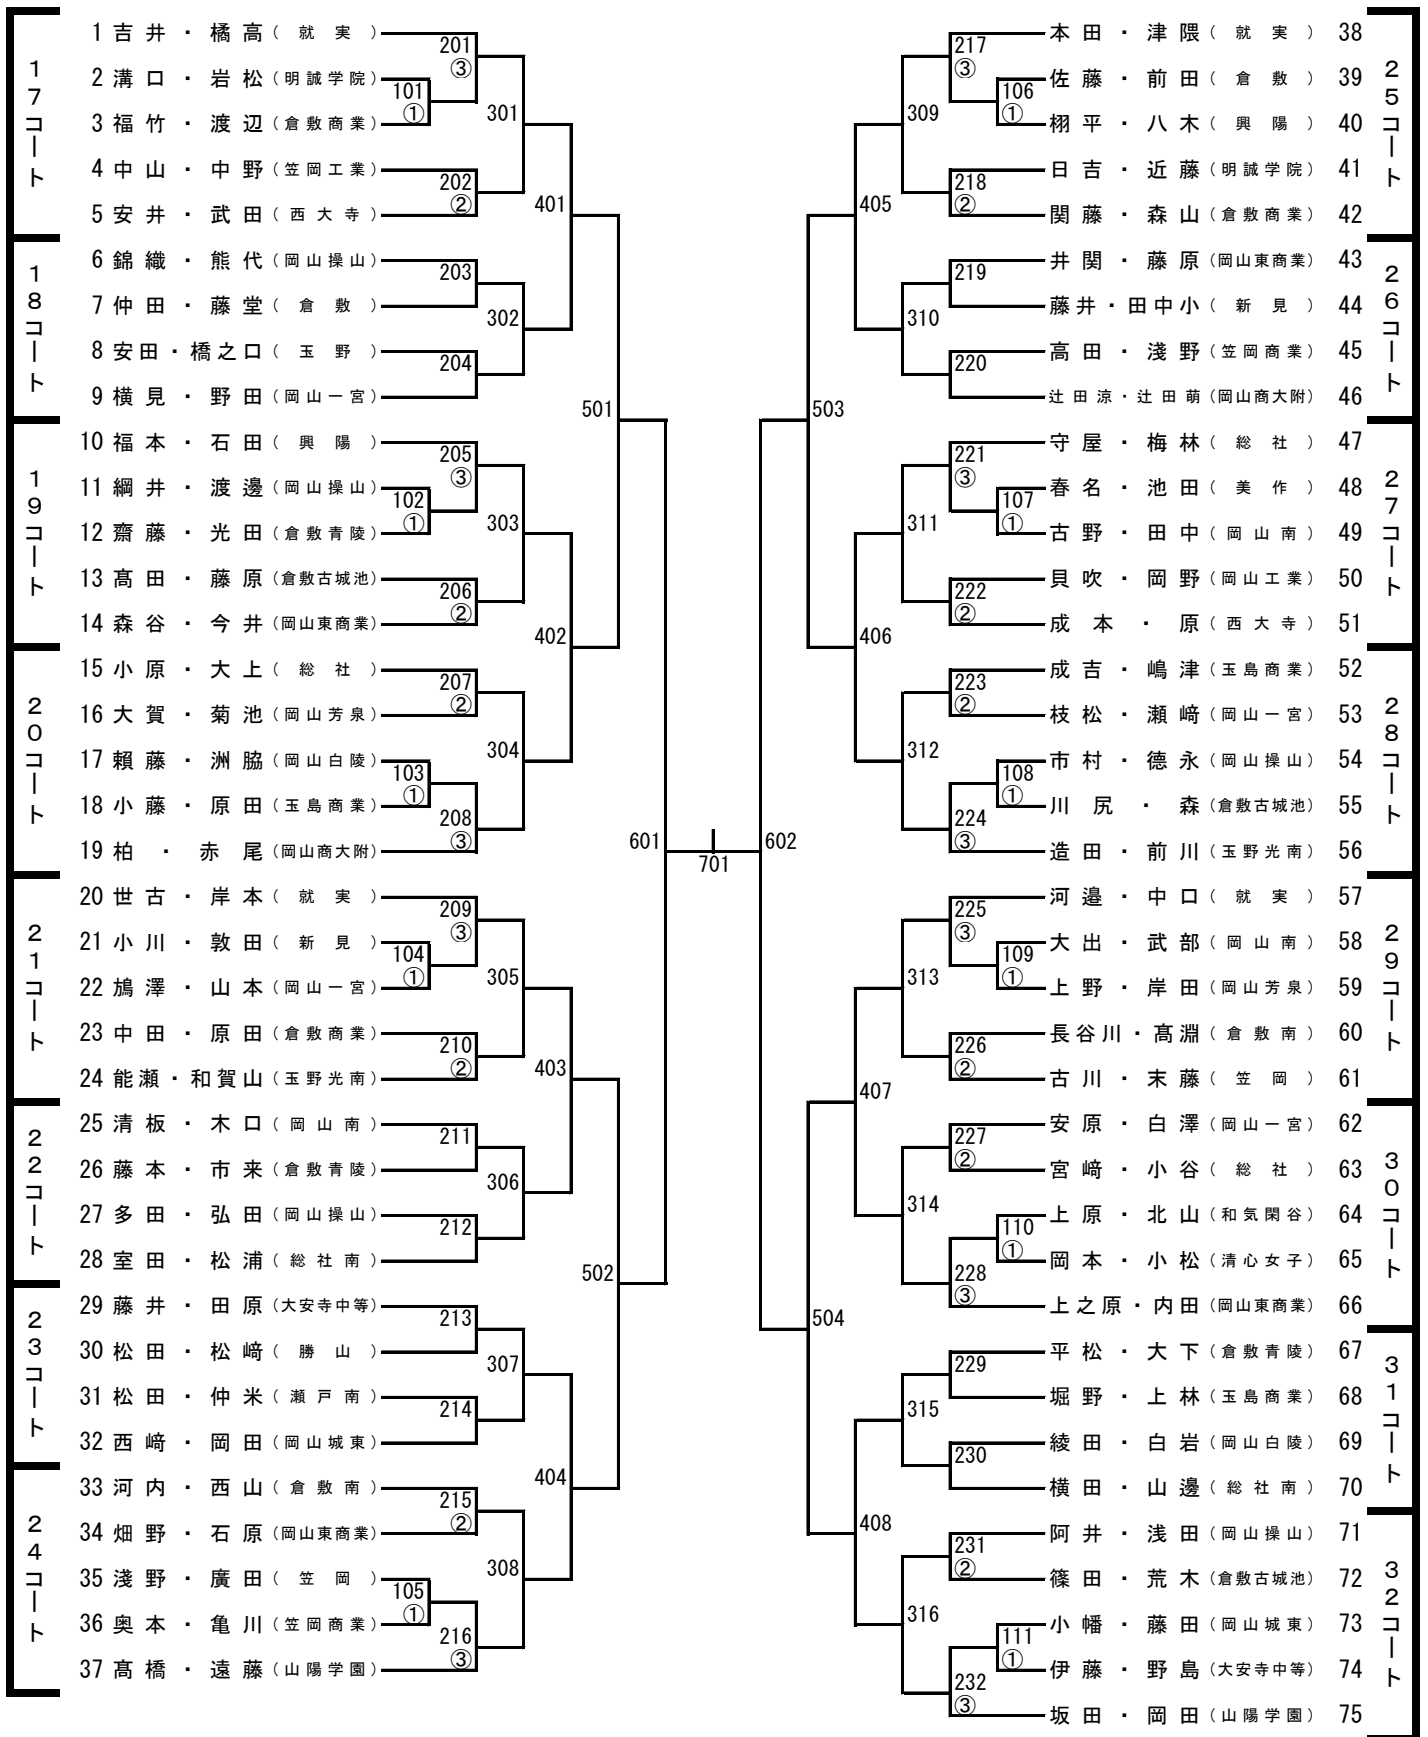 17コート
1 吉井・橘高(就実)
2 溝口・岩松(明誠学院)
3 福竹・渡辺(倉敷商業)
4 中山・中野(笠岡工業)
5 安井・武田(西大寺)
201
③
101
①
301
202
②
401
18コート
6 錦織・熊代(岡山操山)
7 仲田・藤堂(倉敷)
8 安田・橋之口(玉野)
9 横見・野田(岡山一宮)
203
302
204
501
19コート
10 福本・石田(興陽)
11 綱井・渡邊(岡山操山)
12 齋藤・光田(倉敷青陵)
13 髙田・藤原(倉敷古城池)
14 森谷・今井(岡山東商業)
205
③
102
①
303
206
②
402
20コート
15 小原・大上(総社)
16 大賀・菊池(岡山芳泉)
17 賴藤・洲脇(岡山白陵)
18 小藤・原田(玉島商業)
19 柏・赤尾(岡山商大附)
207
②
304
103
①
208
③
601
21コート
20 世古・岸本(就実)
21 小川・敦田(新見)
22 鳩澤・山本(岡山一宮)
23 中田・原田(倉敷商業)
24 能瀬・和賀山(玉野光南)
209
③
104
①
305
210
②
403
22コート
25 清板・木口(岡山南)
26 藤本・市来(倉敷青陵)
27 多田・弘田(岡山操山)
28 室田・松浦(総社南)
211
306
212
502
23コート
29 藤井・田原(大安寺中等)
30 松田・松﨑(勝山)
31 松田・仲米(瀬戸南)
32 西﨑・岡田(岡山城東)
213
307
214
404
24コート
33 河内・西山(倉敷南)
34 畑野・石原(岡山東商業)
35 淺野・廣田(笠岡)
36 奥本・亀川(笠岡商業)
37 髙橋・遠藤(山陽学園)
215
②
308
105
①
216
③
701
25コート
本田・津隈(就実) 38
佐藤・前田(倉敷) 39
栩平・八木(興陽) 40
日吉・近藤(明誠学院) 41
関藤・森山(倉敷商業) 42
217
③
106
①
309
218
②
405
26コート
井関・藤原(岡山東商業) 43
藤井・田中小(新見) 44
高田・淺野(笠岡商業) 45
辻田涼・辻田萌(岡山商大附) 46
219
310
220
503
27コート
守屋・梅林(総社) 47
春名・池田(美作) 48
古野・田中(岡山南) 49
貝吹・岡野(岡山工業) 50
成本・原(西大寺) 51
221
③
107
①
311
222
②
406
28コート
成吉・嶋津(玉島商業) 52
枝松・瀬﨑(岡山一宮) 53
市村・德永(岡山操山) 54
川尻・森(倉敷古城池) 55
造田・前川(玉野光南) 56
223
②
312
108
①
224
③
602
29コート
河邉・中口(就実) 57
大出・武部(岡山南) 58
上野・岸田(岡山芳泉) 59
長谷川・髙淵(倉敷南) 60
古川・末藤(笠岡) 61
225
③
109
①
313
226
②
407
30コート
安原・白澤(岡山一宮) 62
宮﨑・小谷(総社) 63
上原・北山(和気閑谷) 64
岡本・小松(清心女子) 65
上之原・内田(岡山東商業) 66
227
②
314
110
①
228
③
504
31コート
平松・大下(倉敷青陵) 67
堀野・上林(玉島商業) 68
綾田・白岩(岡山白陵) 69
横田・山邊(総社南) 70
229
315
230
408
32コート
阿井・浅田(岡山操山) 71
篠田・荒木(倉敷古城池) 72
小幡・藤田(岡山城東) 73
伊藤・野島(大安寺中等) 74
坂田・岡田(山陽学園) 75
231
②
316
111
①
232
③